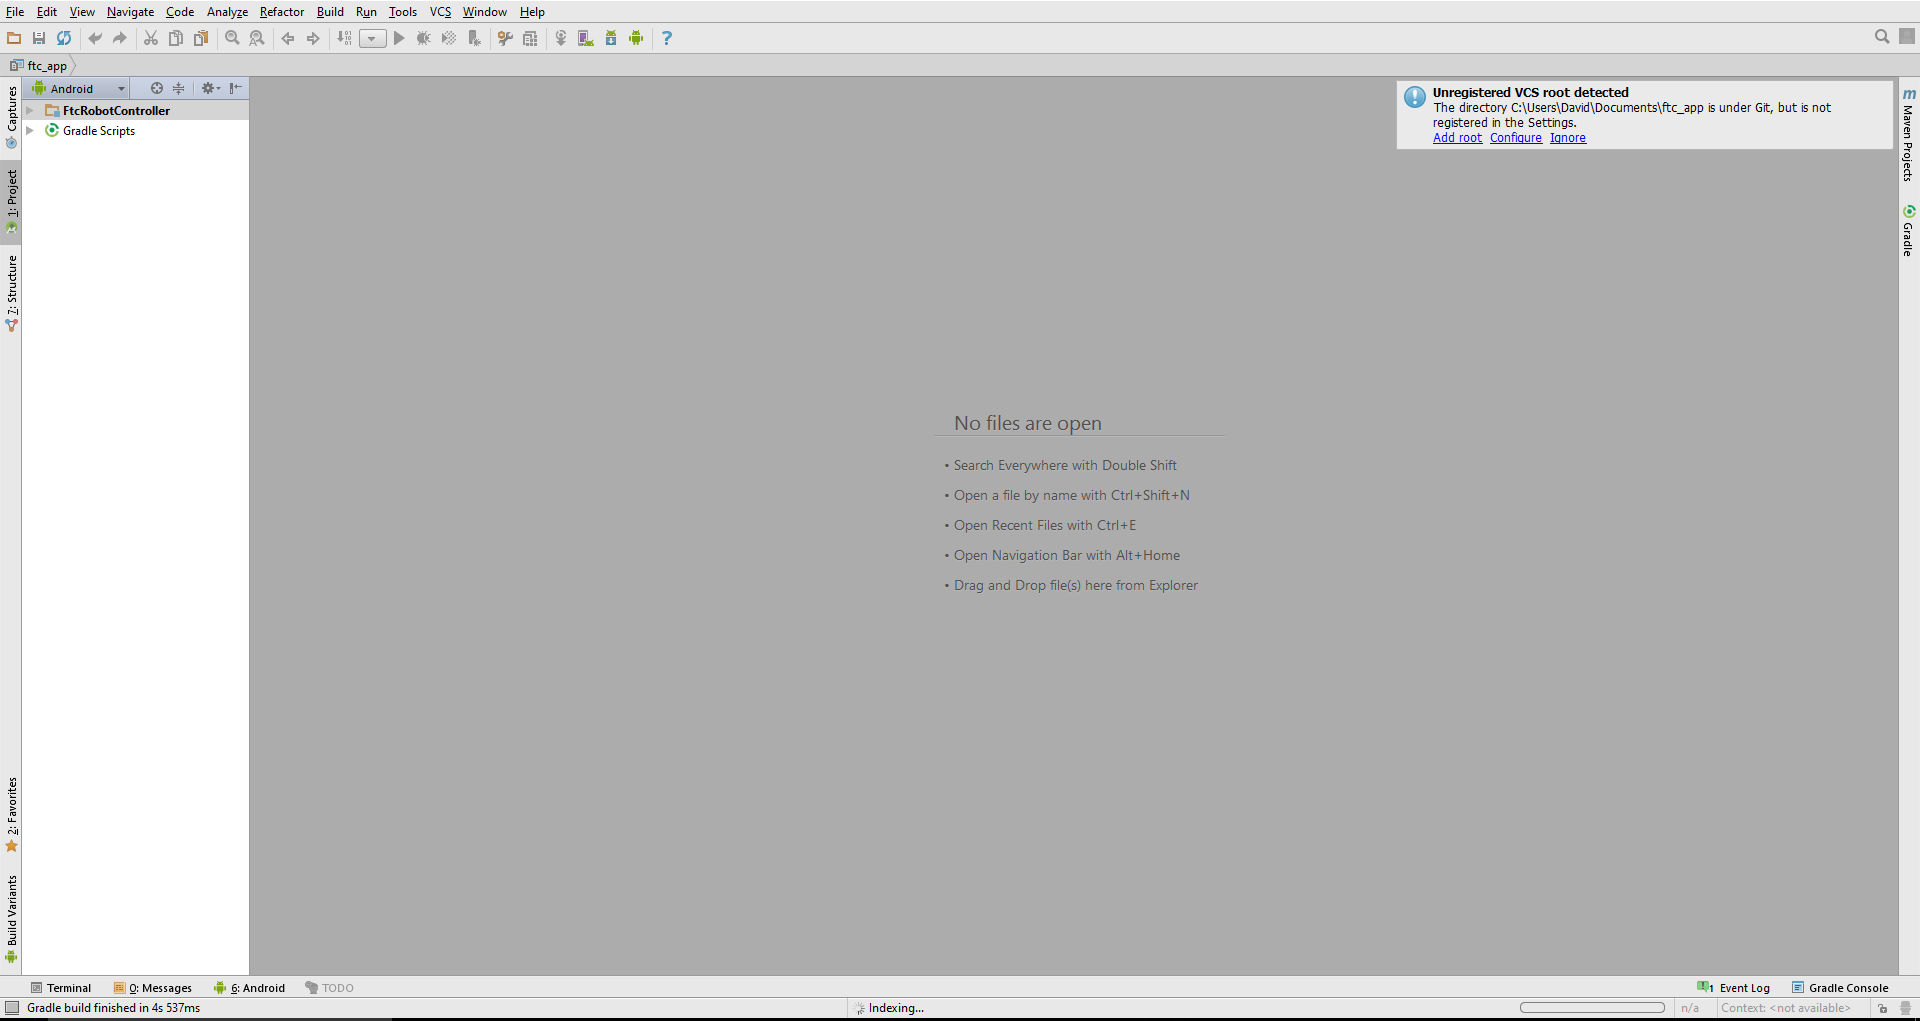 File Edit View Navigate Code Analyze Refactor Build Run Tools VCS Window Help
ftc_app
Android
FtcRobotController
Gradle Scripts
Captures
1: Project
7: Structure
2: Favorites
Build Variants
Unregistered VCS root detected
The directory C:\Users\David\Documents\ftc_app is under Git, but is not
registered in the Settings.
Add root Configure Ignore
m Maven Projects
Gradle
No files are open
• Search Everywhere with Double Shift
• Open a file by name with Ctrl+Shift+N
• Open Recent Files with Ctrl+E
• Open Navigation Bar with Alt+Home
• Drag and Drop file(s) here from Explorer
Terminal 0: Messages 6: Android TODO 1 Event Log Gradle Console
Gradle build finished in 4s 537ms Indexing... n/a Context: <not available>